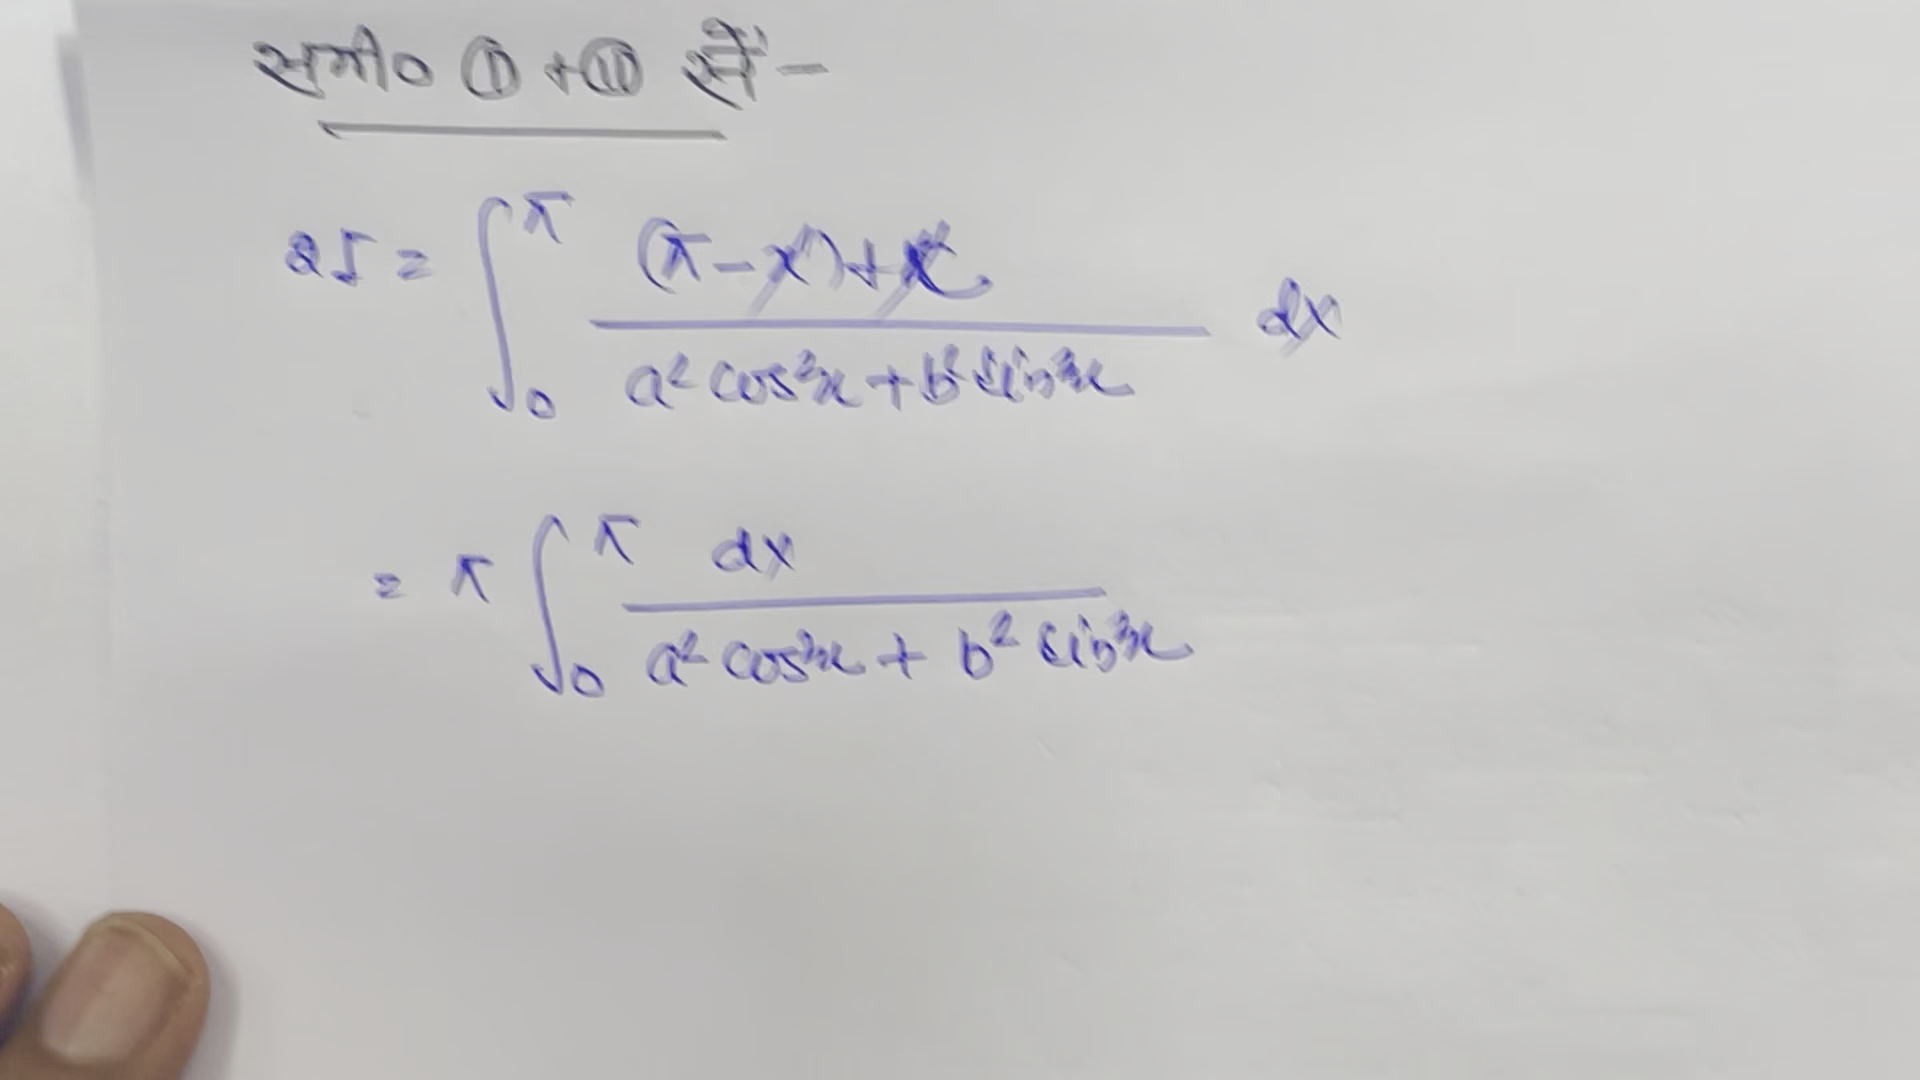 समी० (I) + (II) से -
2I = ∫₀^π ((π-x)+x)/(a² cos²x + b² sin²x) dx
= π ∫₀^π dx/(a² cos²x + b² sin²x)